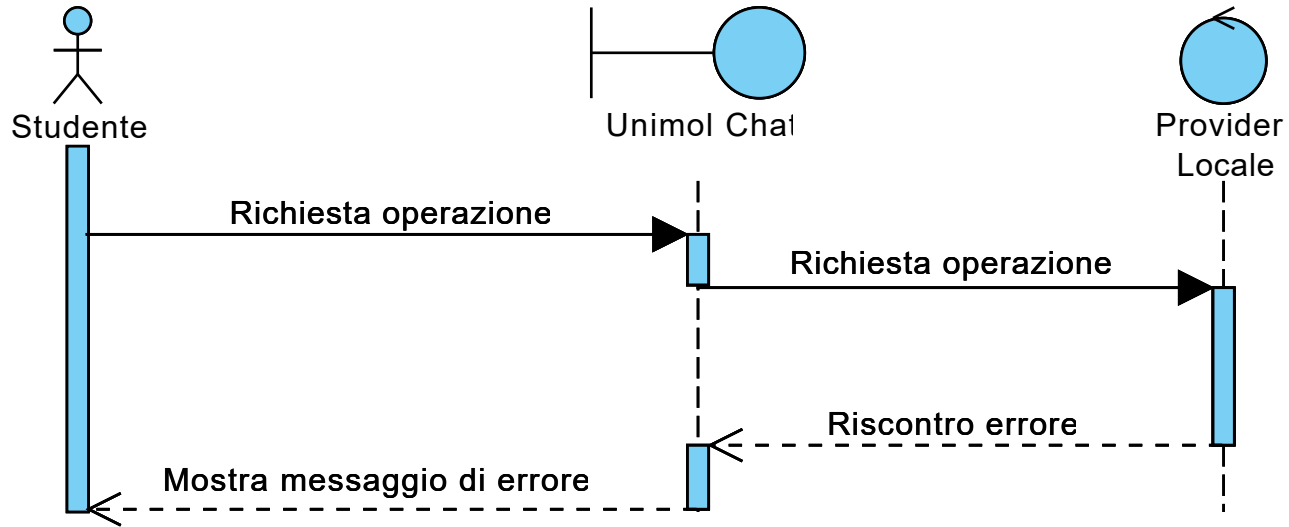 Studente
Unimol Chat
Provider
Locale
Richiesta operazione
Richiesta operazione
Riscontro errore
Mostra messaggio di errore